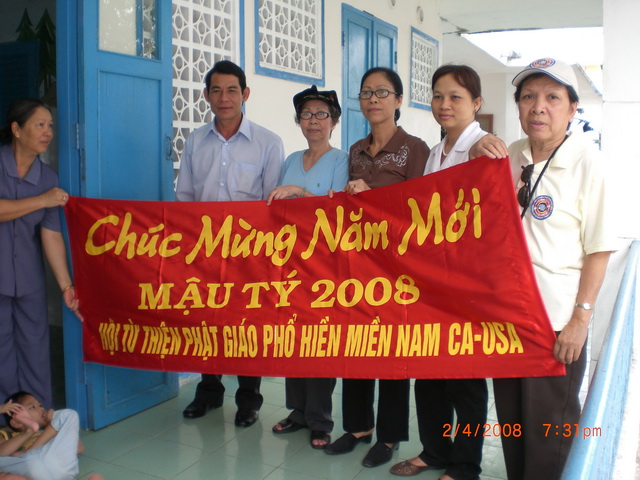 Chúc Mừng Năm Mới
MẬU TÝ 2008
HỘI TỪ THIỆN PHẬT GIÁO PHỔ HIỀN MIỀN NAM CA-USA
2/4/2008 7:31pm